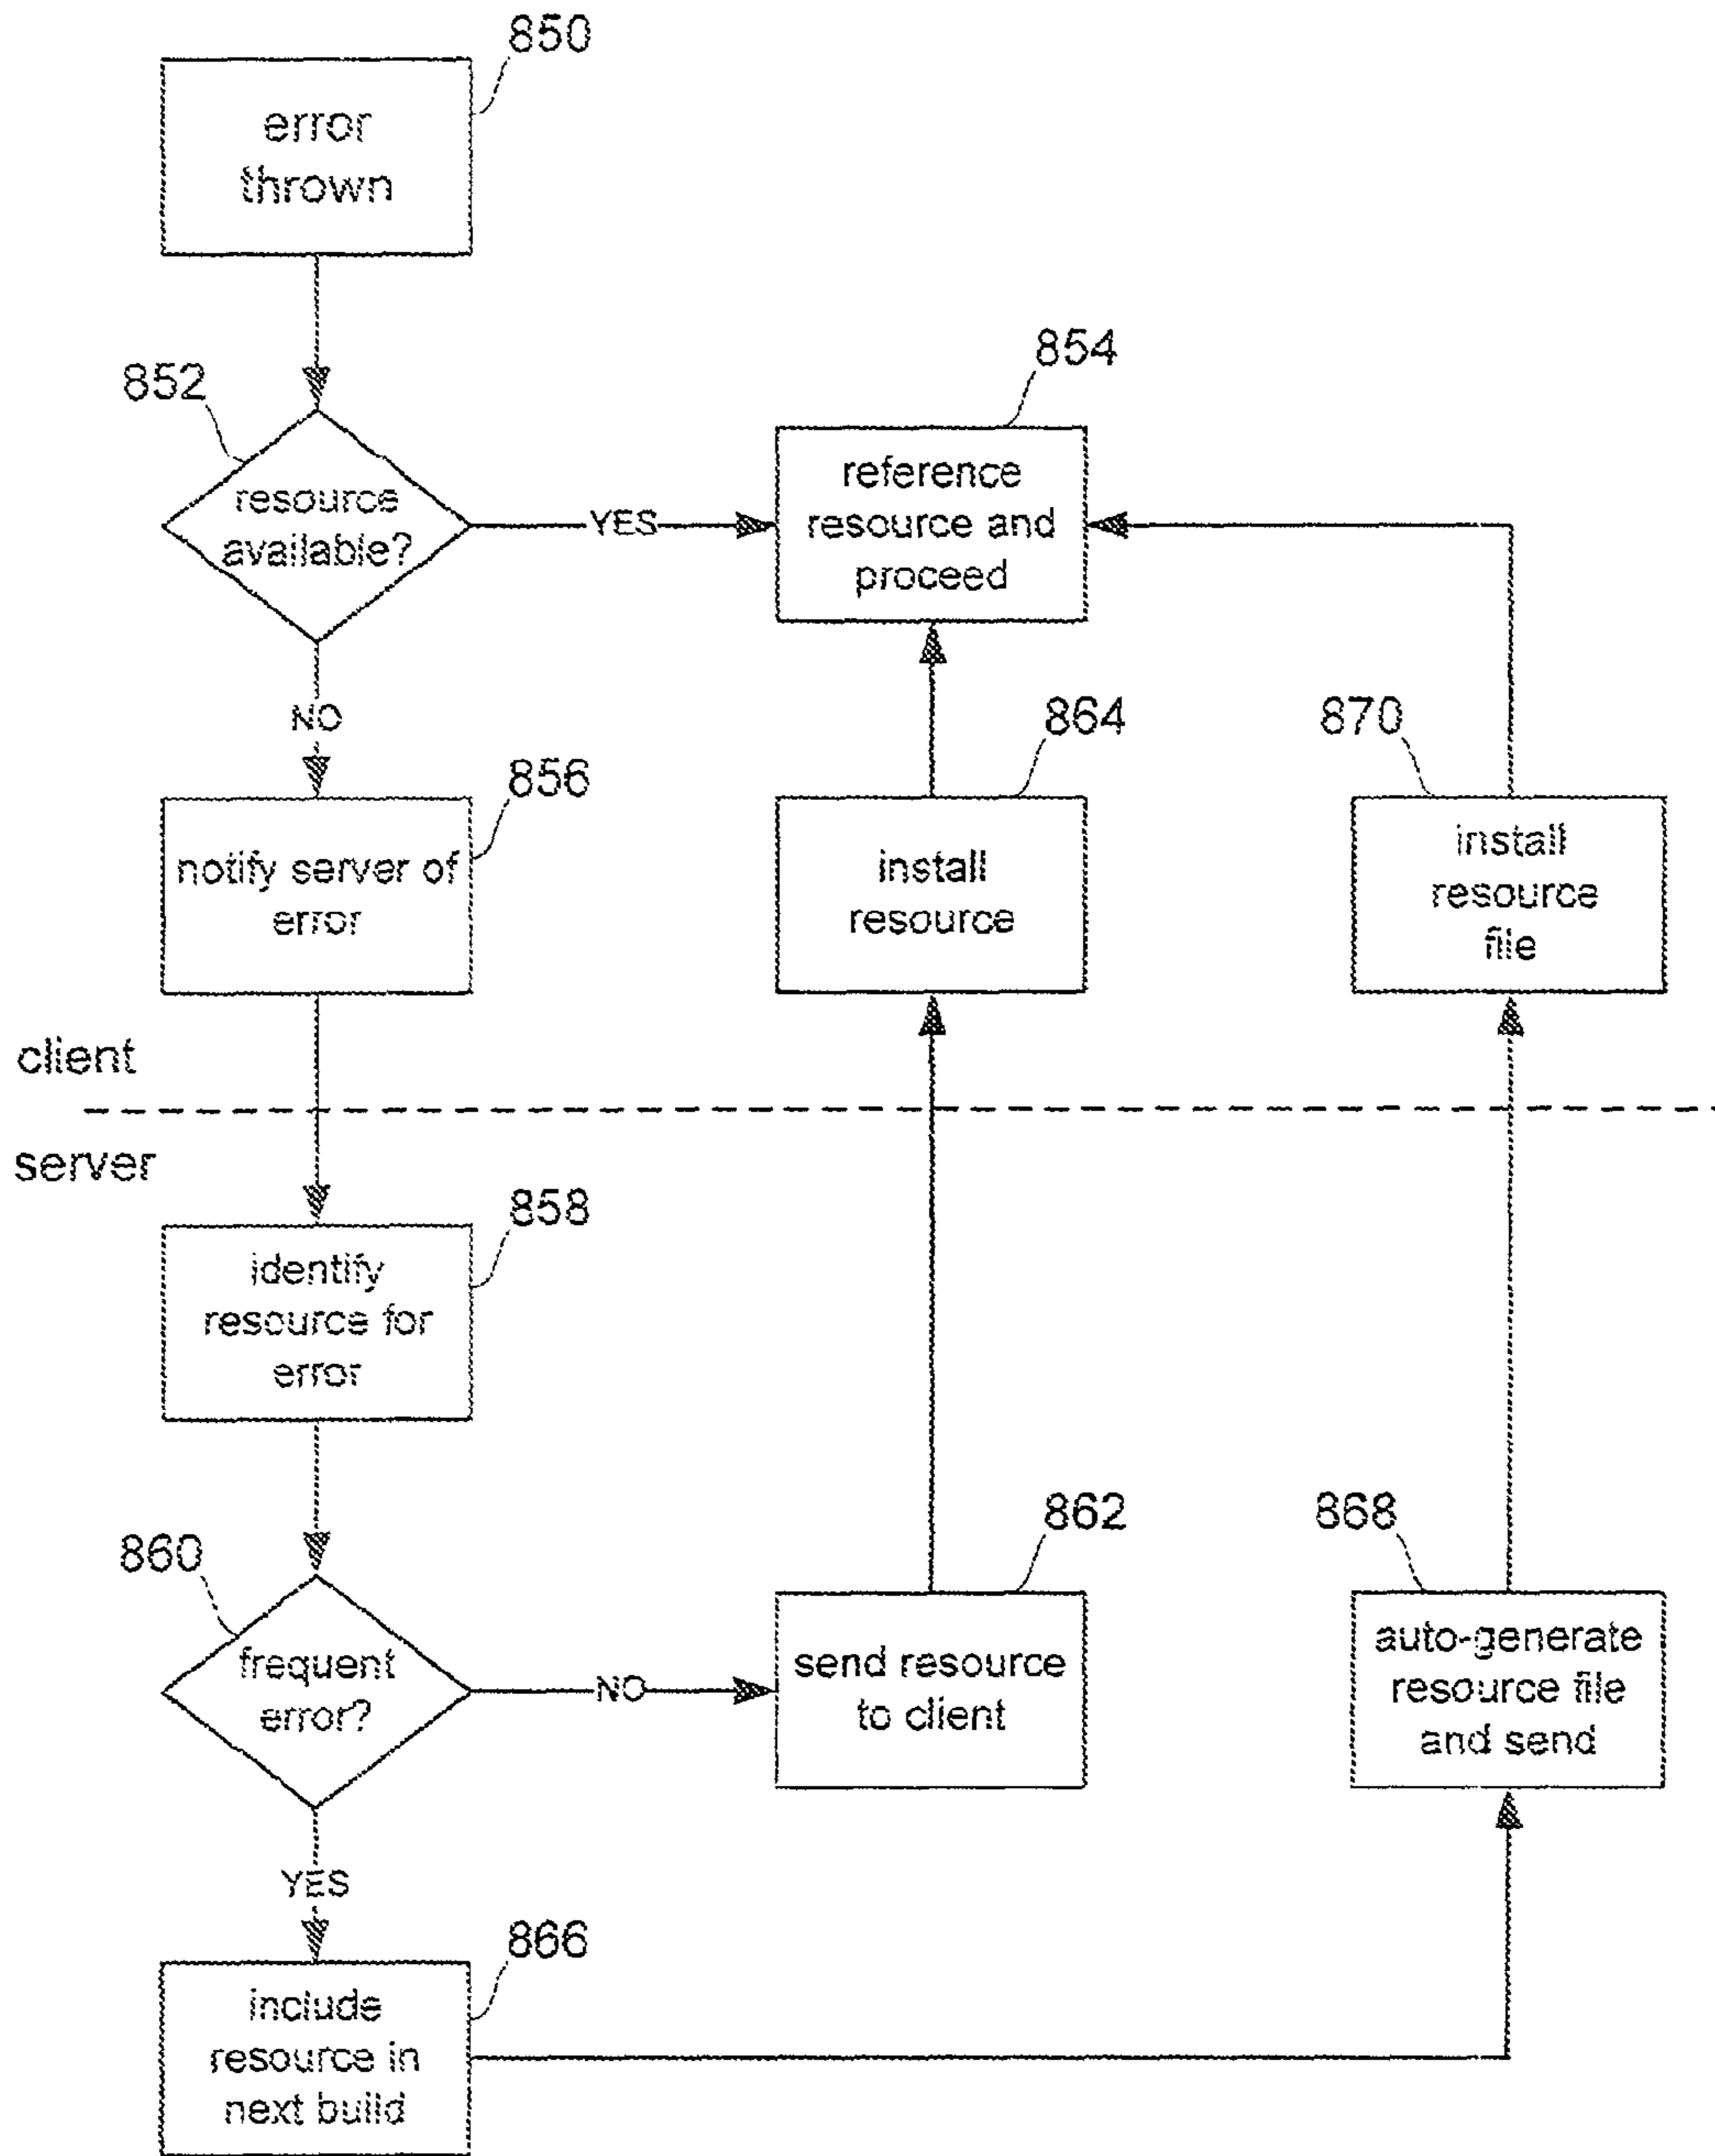 850
error
thrown
852
resource
available?
YES
854
reference
resource and
proceed
NO
856
notify server of
error
864
install
resource
870
install
resource
file
client
server
858
identify
resource for
error
860
frequent
error?
NO
862
send resource
to client
868
auto-generate
resource file
and send
YES
866
include
resource in
next build